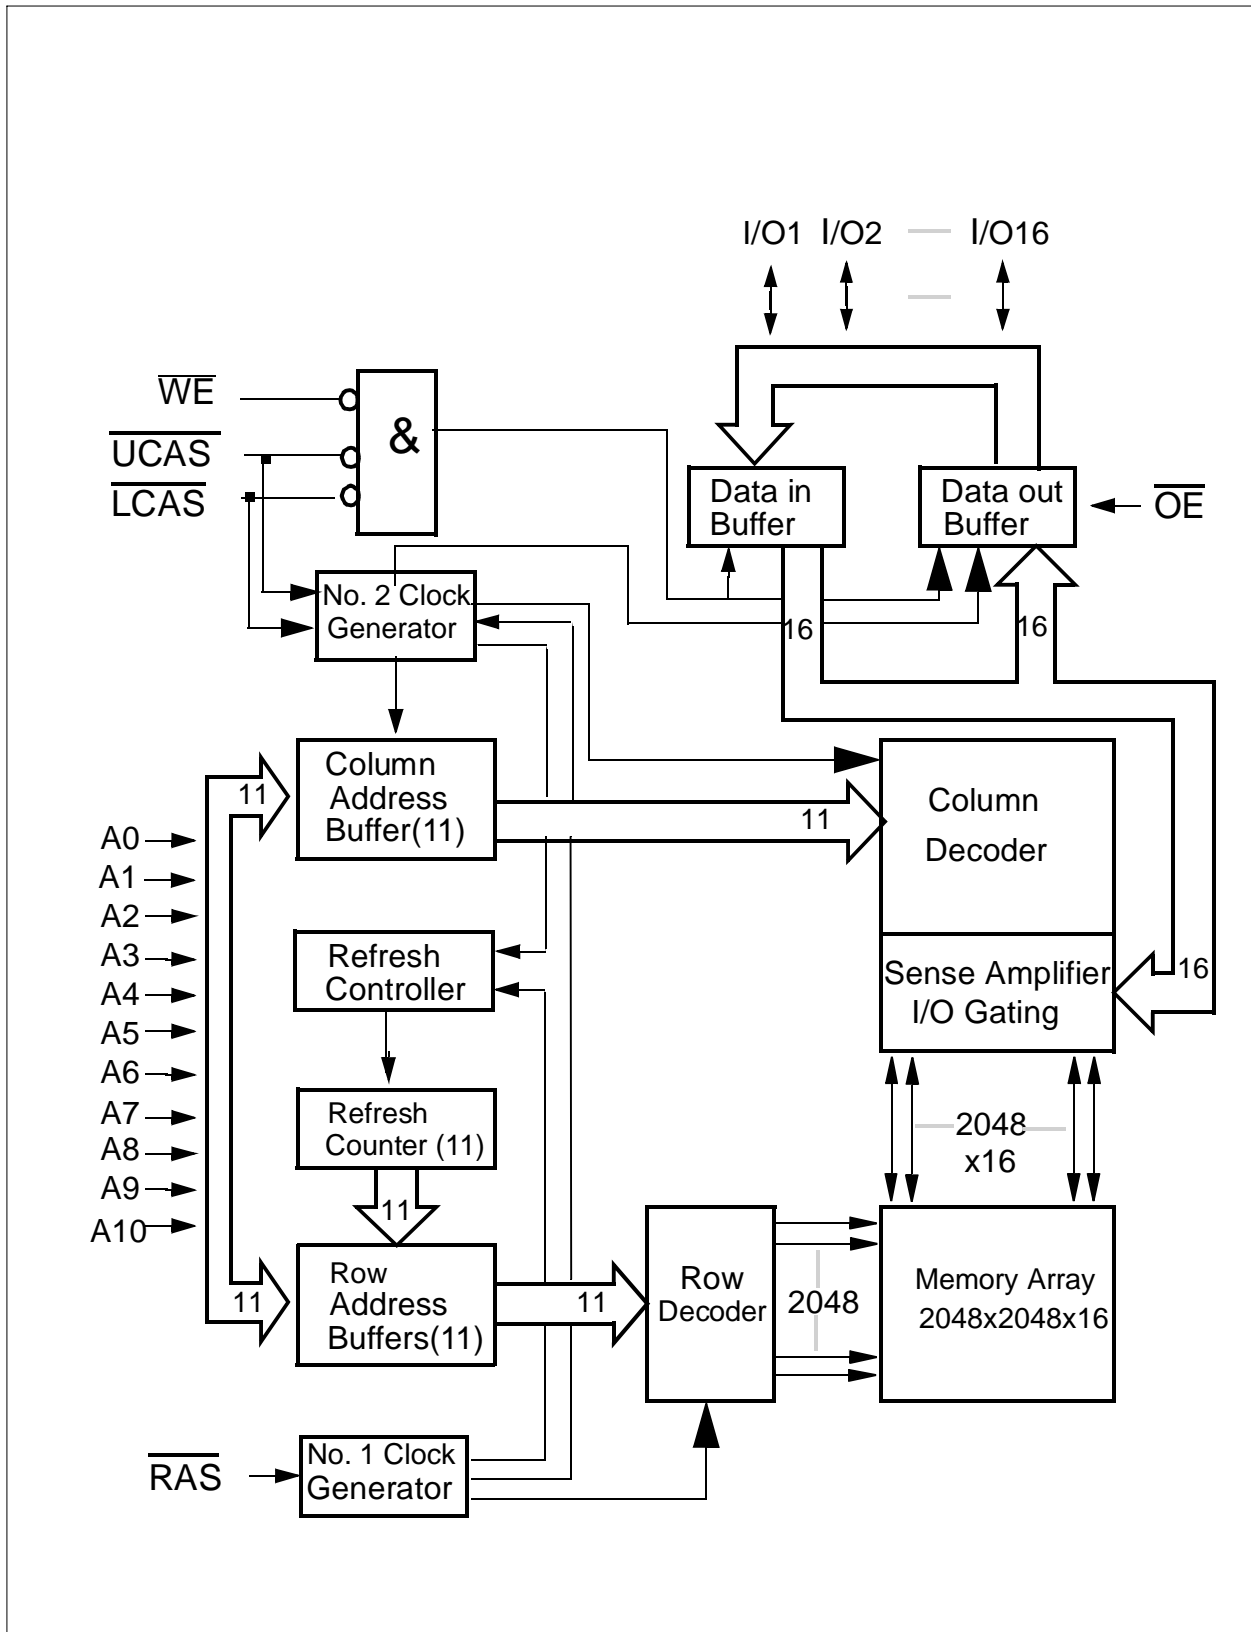 I/O1 I/O2 I/O16
WE
&
UCAS
LCAS
Data in
Buffer
Data out
Buffer
OE
No. 2 Clock
Generator
16
16
Column
Address
Buffer(11)
11
11
Column
Decoder
A0
A1
A2
A3
A4
A5
A6
A7
A8
A9
A10
Refresh
Controller
Sense Amplifier
I/O Gating
16
Refresh
Counter (11)
2048
x16
11
Row
Address
Buffers(11)
11
11
Row
Decoder
2048
Memory Array
2048x2048x16
RAS
No. 1 Clock
Generator